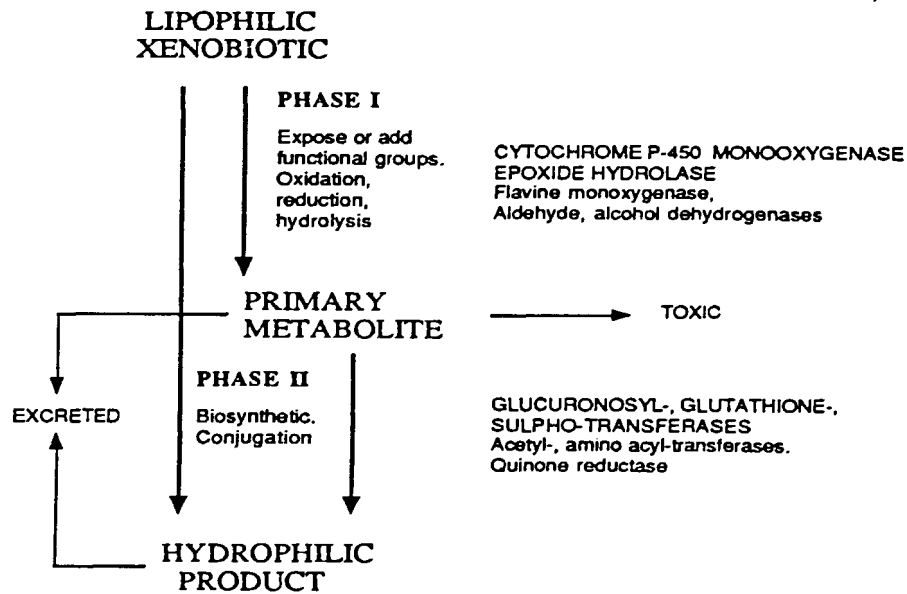 LIPOPHILIC
XENOBIOTIC
PHASE I
Expose or add
functional groups.
Oxidation,
reduction,
hydrolysis
CYTOCHROME P-450 MONOOXYGENASE
EPOXIDE HYDROLASE
Flavine monoxygenase,
Aldehyde, alcohol dehydrogenases
PRIMARY
METABOLITE
TOXIC
PHASE II
Biosynthetic.
Conjugation
EXCRETED
GLUCURONOSYL-, GLUTATHIONE-,
SULPHO-TRANSFERASES
Acetyl-, amino acyl-transferases.
Quinone reductase
HYDROPHILIC
PRODUCT